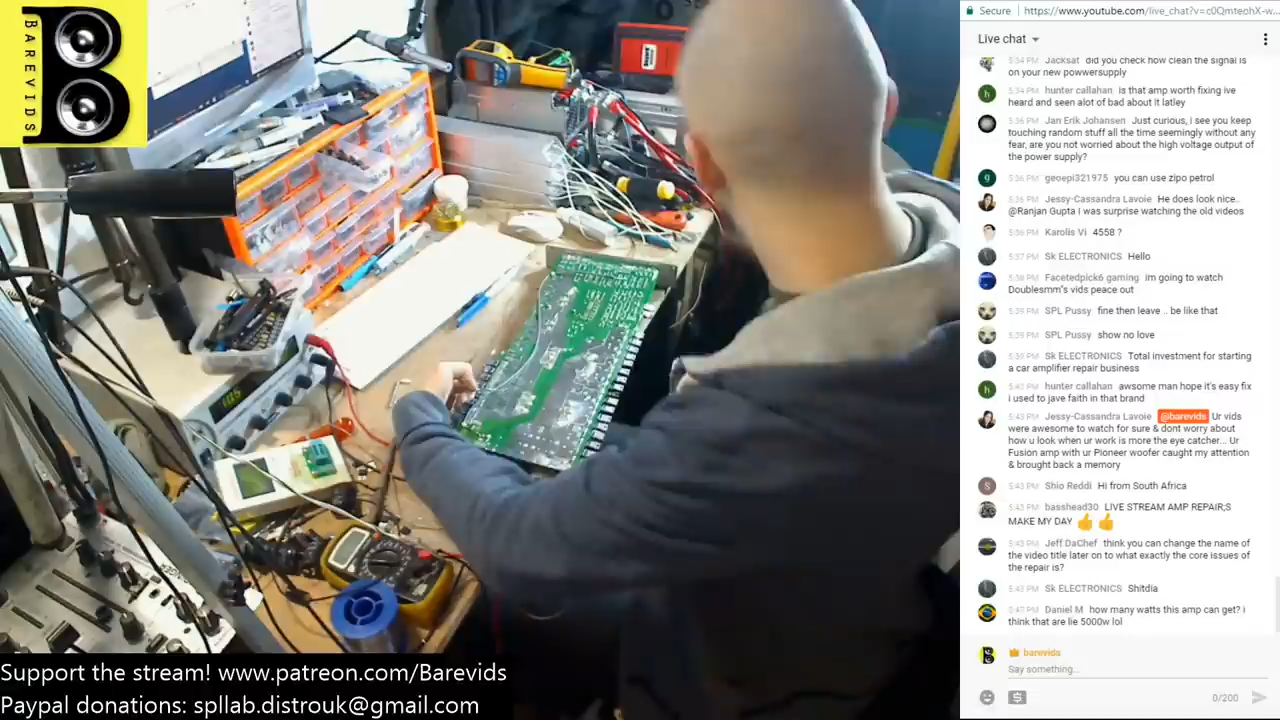 BAREVIDS
Secure https://www.youtube.com/live_chat?v=c0QmtephX-w...
Live chat
5:34 PM Jacksat did you check how clean the signal is
on your new powwersupply
5:34 PM hunter callahan is that amp worth fixing ive
heard and seen alot of bad about it latley
5:36 PM Jan Erik Johansen Just curious, i see you keep
touching random stuff all the time seemingly without any
fear, are you not worried about the high voltage output of
the power supply?
5:36 PM geoepi321975 you can use zipo petrol
5:36 PM Jessy-Cassandra Lavoie He does look nice..
@Ranjan Gupta I was surprise watching the old videos
5:36 PM Karolis Vi 4558 ?
5:37 PM Sk ELECTRONICS Hello
5:38 PM Facetedpick6 gaming im going to watch
Doublesmm"s vids peace out
5:39 PM SPL Pussy fine then leave .. be like that
5:39 PM SPL Pussy show no love
5:39 PM Sk ELECTRONICS Total investment for starting
a car amplifier repair business
5:43 PM hunter callahan awsome man hope it's easy fix
i used to jave faith in that brand
5:43 PM Jessy-Cassandra Lavoie @barevids Ur vids
were awesome to watch for sure & dont worry about
how u look when ur work is more the eye catcher... Ur
Fusion amp with ur Pioneer woofer caught my attention
& brought back a memory
5:43 PM Shio Reddi Hi from South Africa
5:43 PM basshead30 LIVE STREAM AMP REPAIR;S
MAKE MY DAY
5:43 PM Jeff DaChef think you can change the name of
the video title later on to what exactly the core issues of
the repair is?
5:43 PM Sk ELECTRONICS Shitdia
5:47 PM Daniel M how many watts this amp can get? i
think that are lie 5000w lol
barevids
Say something...
0/200
Support the stream! www.patreon.com/Barevids
Paypal donations: spllab.distrouk@gmail.com